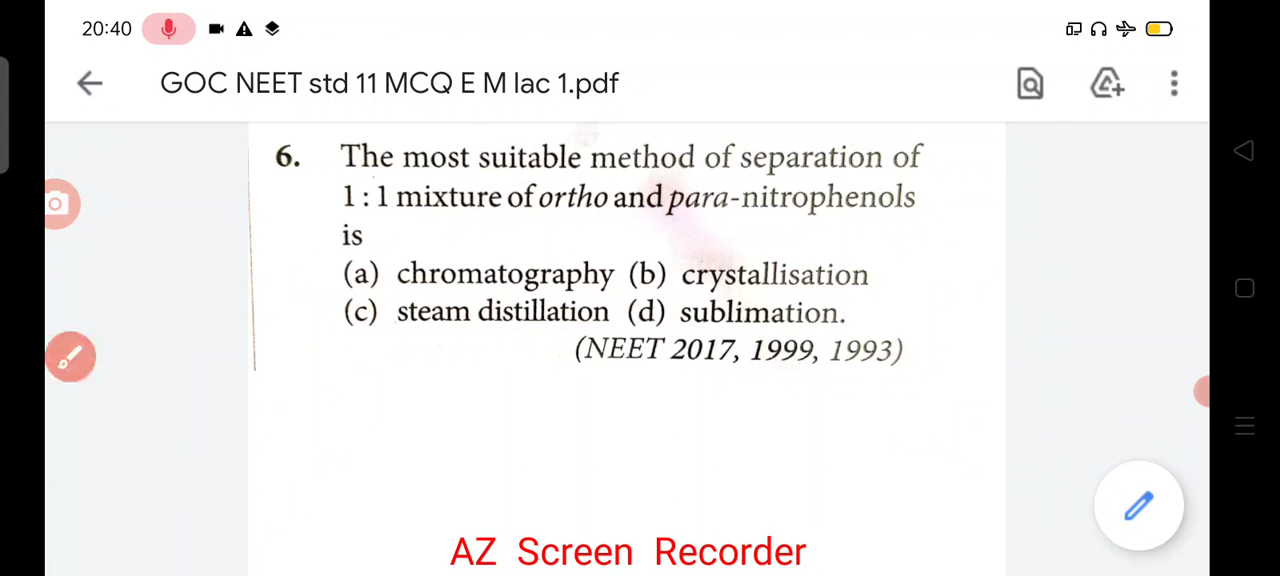 20:40
GOC NEET std 11 MCQ E M lac 1.pdf
6. The most suitable method of separation of
1 : 1 mixture of ortho and para-nitrophenols
is
(a) chromatography (b) crystallisation
(c) steam distillation (d) sublimation.
(NEET 2017, 1999, 1993)
AZ Screen Recorder